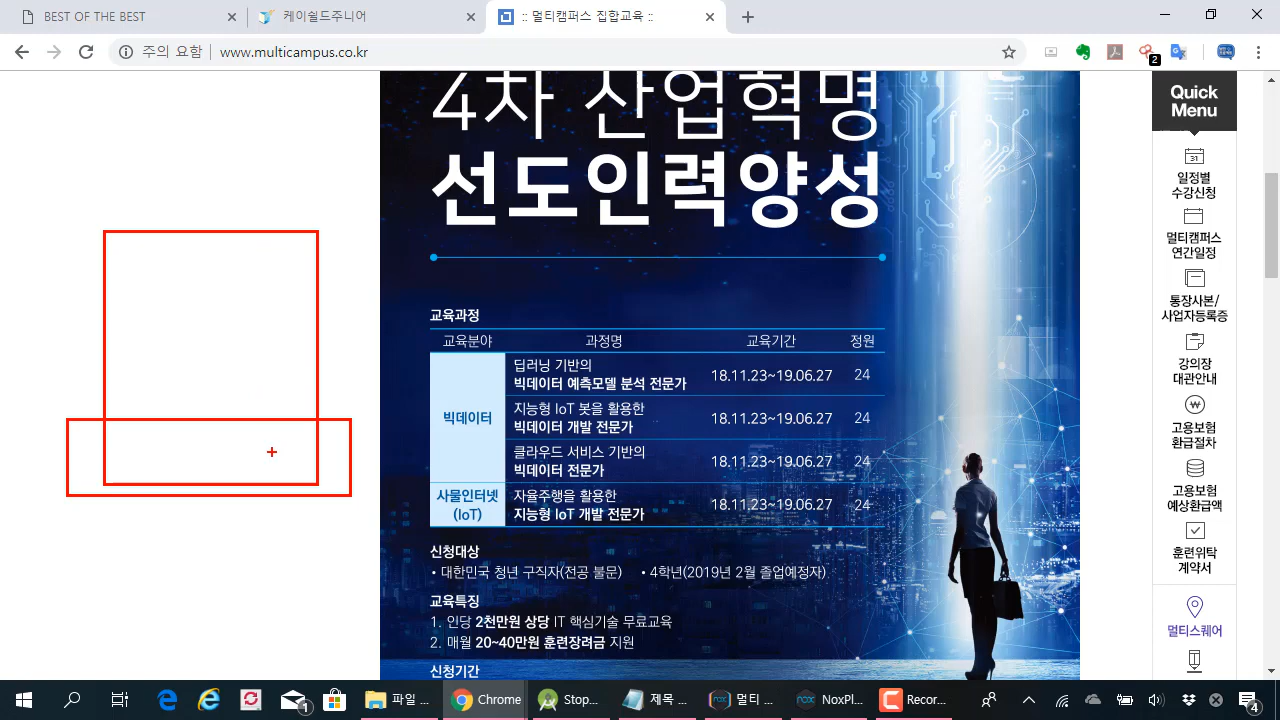 BEST OF THE BEST
케이쉴드주니어
:: 멀티캠퍼스 집합교육 ::
주의 요함
www.multicampus.co.kr
2
4차 산업혁명
선도인력양성
교육과정
교육분야 과정명 교육기간 정원
빅데이터
딥러닝 기반의
빅데이터 예측모델 분석 전문가
18.11.23~19.06.27 24
지능형 IoT 봇을 활용한
빅데이터 개발 전문가
18.11.23~19.06.27 24
클라우드 서비스 기반의
빅데이터 전문가
18.11.23~19.06.27 24
사물인터넷
(IoT)
자율주행을 활용한
지능형 IoT 개발 전문가
18.11.23~19.06.27 24
신청대상
• 대한민국 청년 구직자(전공 불문) • 4학년(2019년 2월 졸업예정자)
교육특징
1. 인당 2천만원 상당 IT 핵심기술 무료교육
2. 매월 20~40만원 훈련장려금 지원
신청기간
Quick
Menu
31
일정별
수강신청
멀티캠퍼스
연간일정
통장사본/
사업자등록증
강의장
대관안내
₩
고용보험
환급절차
고용보험
예상환급액
훈련위탁
계약서
멀티스퀘어
1
파일 ...
Chrome
Stop...
제목 ...
nox
멀티 ...
nox
NoxPl...
Recor...
4